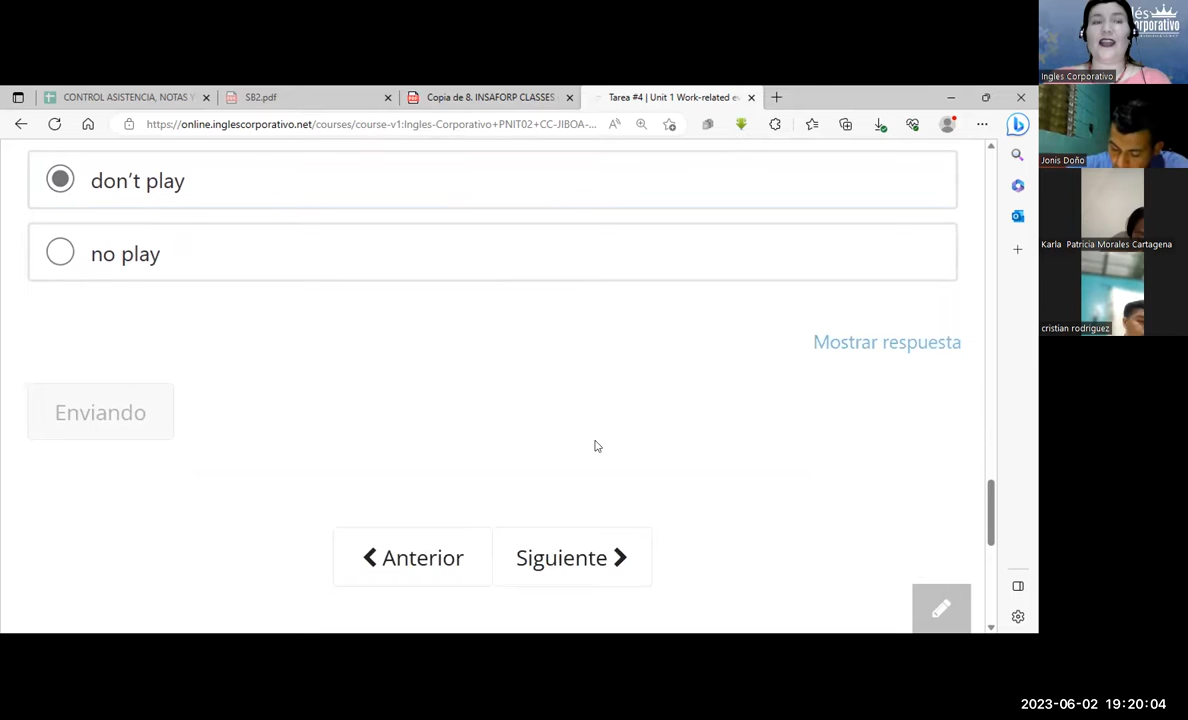 és
rporativo
Ingles Corporativo
CONTROL ASISTENCIA, NOTAS Y
SB2.pdf
Copia de 8. INSAFORP CLASSES
Tarea #4 | Unit 1 Work-related e
https://online.inglescorporativo.net/courses/course-v1:Ingles-Corporativo+PNIT02+CC-JIBOA-...
Jonis Doño
don't play
Karla Patricia Morales Cartagena
no play
cristian rodriguez
Mostrar respuesta
Enviando
Anterior
Siguiente
2023-06-02 19:20:04